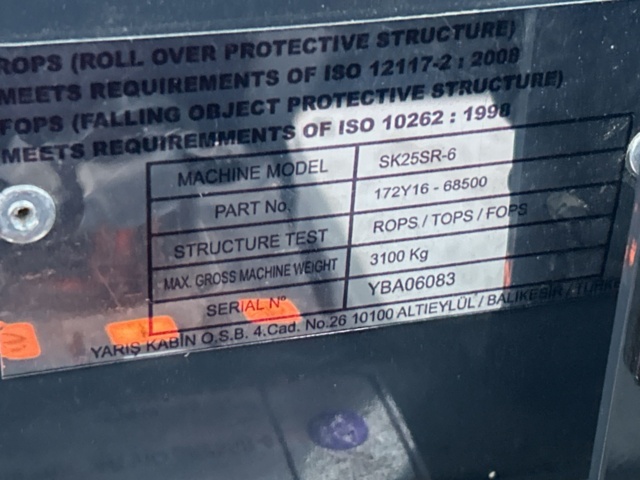 ROPS (ROLL OVER PROTECTIVE STRUCTURE)
MEETS REQUIREMENTS OF ISO 12117-2 : 2008
FOPS (FALLING OBJECT PROTECTIVE STRUCTURE)
MEETS REQUIREMMENTS OF ISO 10262 : 1998
MACHINE MODEL SK25SR-6
PART No. 172Y16 - 68500
STRUCTURE TEST ROPS / TOPS / FOPS
MAX. GROSS MACHINE WEIGHT 3100 Kg
SERIAL N° YBA06083
YARIŞ KABİN O.S.B. 4.Cad. No.26 10100 ALTIEYLÜL / BALIKESİR / TURKE